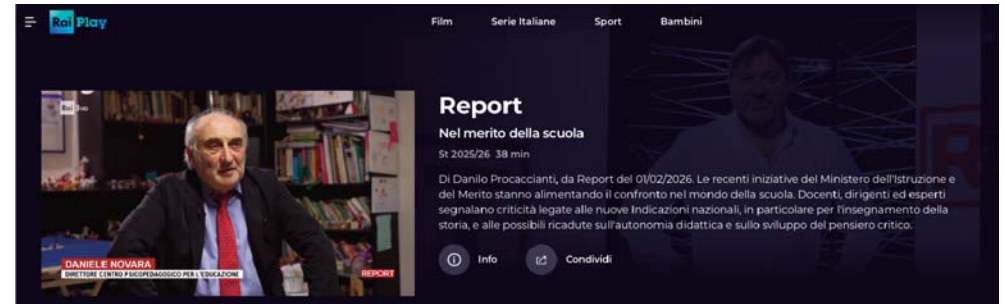 Rai Play
Film Serie Italiane Sport Bambini
Rai 3 HD
Report
Nel merito della scuola
St 2025/26 38 min
Di Danilo Procaccianti, da Report del 01/02/2026. Le recenti iniziative del Ministero dell'Istruzione e
del Merito stanno alimentando il confronto nel mondo della scuola. Docenti, dirigenti ed esperti
segnalano criticità legate alle nuove Indicazioni nazionali, in particolare per l'insegnamento della
storia, e alle possibili ricadute sull'autonomia didattica e sullo sviluppo del pensiero critico.
Info Condividi
DANIELE NOVARA
DIRETTORE CENTRO PSICOPEDAGOGICO PER L'EDUCAZIONE
REPORT